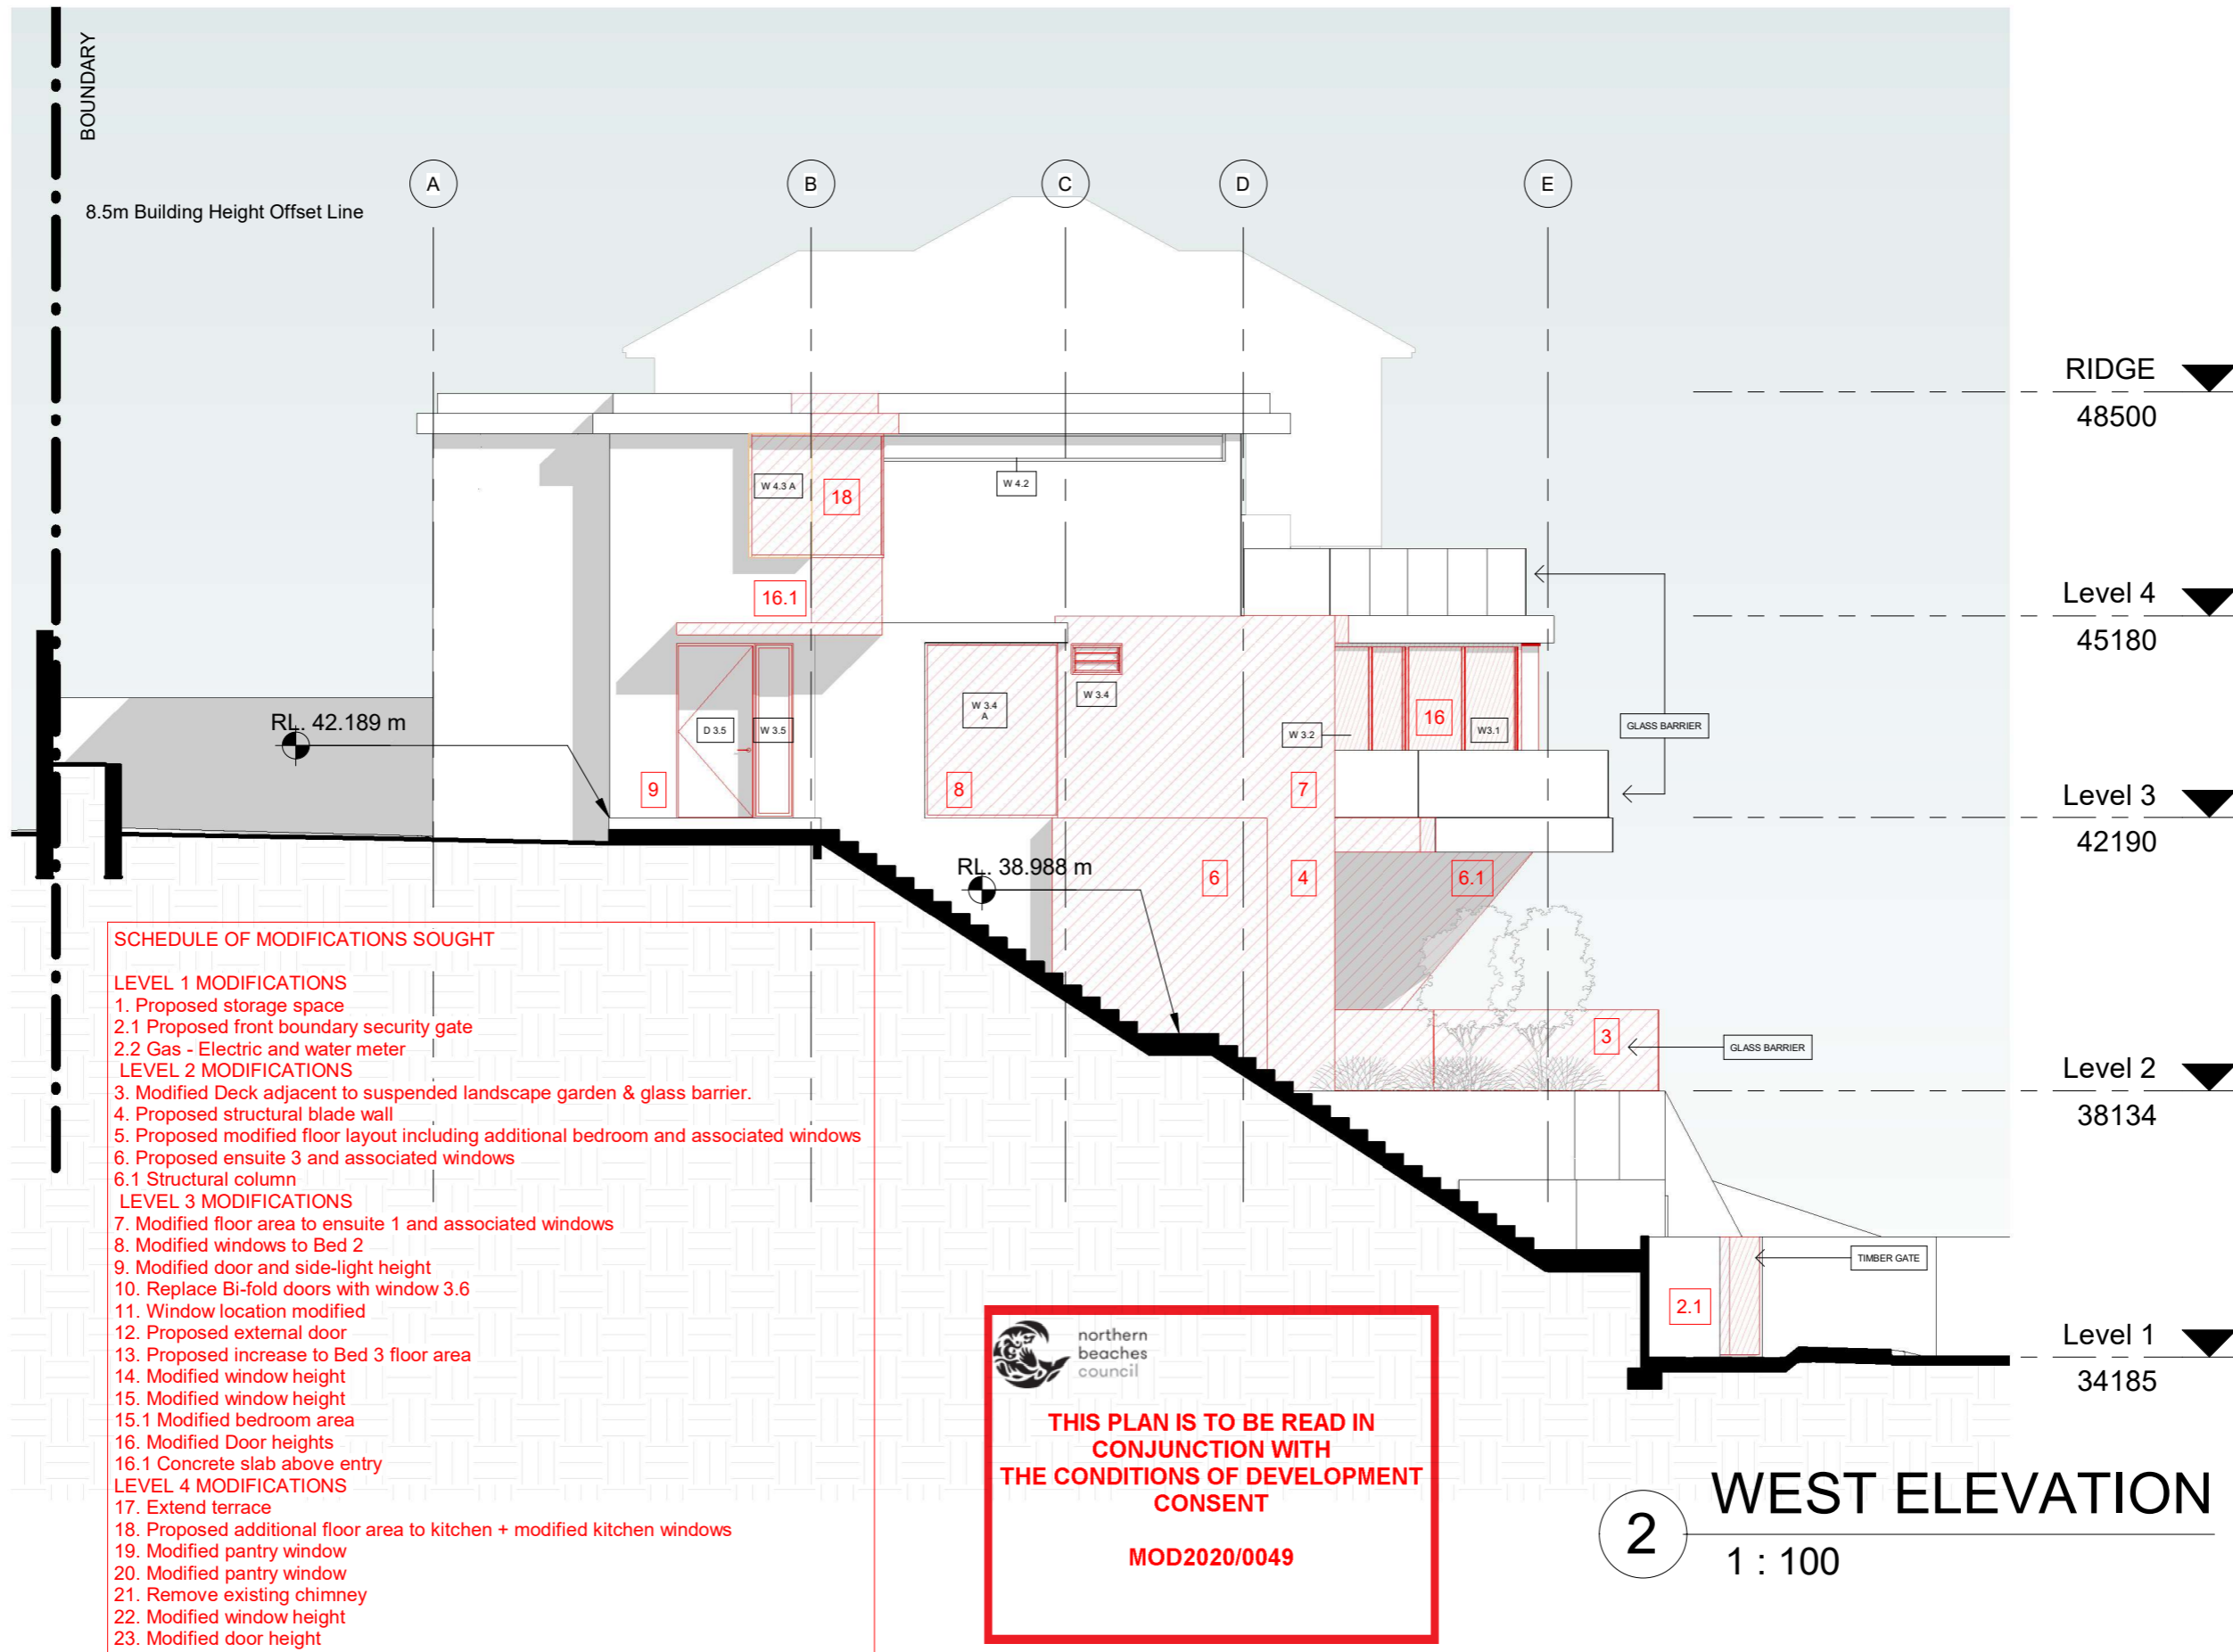 BOUNDARY
8.5m Building Height Offset Line
A
B
C
D
E
RIDGE
48500
W 4.3 A
18
W 4.2
16.1
Level 4
45180
W 3.4
A
W 3.4
D 3.5
W 3.5
W 3.2
16
W3.1
GLASS BARRIER
RL. 42.189 m
9
8
7
Level 3
42190
RL. 38.988 m
6
4
6.1
3
GLASS BARRIER
Level 2
38134
SCHEDULE OF MODIFICATIONS SOUGHT
LEVEL 1 MODIFICATIONS
1. Proposed storage space
2.1 Proposed front boundary security gate
2.2 Gas - Electric and water meter
LEVEL 2 MODIFICATIONS
3. Modified Deck adjacent to suspended landscape garden & glass barrier.
4. Proposed structural blade wall
5. Proposed modified floor layout including additional bedroom and associated windows
6. Proposed ensuite 3 and associated windows
6.1 Structural column
LEVEL 3 MODIFICATIONS
7. Modified floor area to ensuite 1 and associated windows
8. Modified windows to Bed 2
9. Modified door and side-light height
10. Replace Bi-fold doors with window 3.6
11. Window location modified
12. Proposed external door
13. Proposed increase to Bed 3 floor area
14. Modified window height
15. Modified window height
15.1 Modified bedroom area
16. Modified Door heights
16.1 Concrete slab above entry
LEVEL 4 MODIFICATIONS
17. Extend terrace
18. Proposed additional floor area to kitchen + modified kitchen windows
19. Modified pantry window
20. Modified pantry window
21. Remove existing chimney
22. Modified window height
23. Modified door height
TIMBER GATE
2.1
Level 1
34185
northern
beaches
council
THIS PLAN IS TO BE READ IN
CONJUNCTION WITH
THE CONDITIONS OF DEVELOPMENT
CONSENT
MOD2020/0049
2
WEST ELEVATION
1 : 100